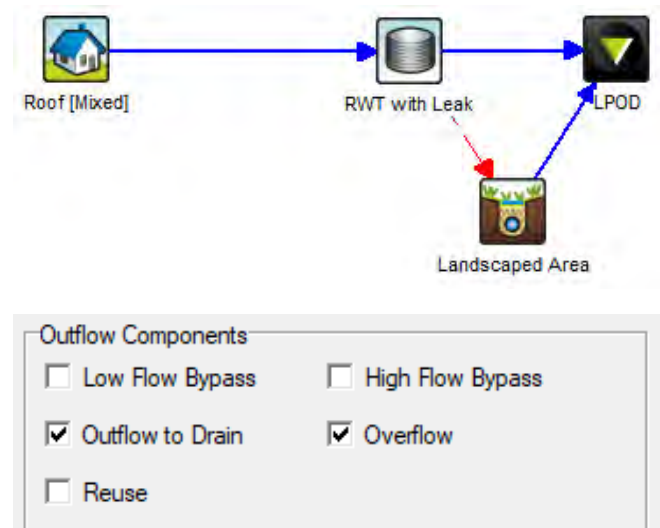 Roof [Mixed]
RWT with Leak
LPOD
Landscaped Area
Outflow Components
Low Flow Bypass
High Flow Bypass
Outflow to Drain
Overflow
Reuse